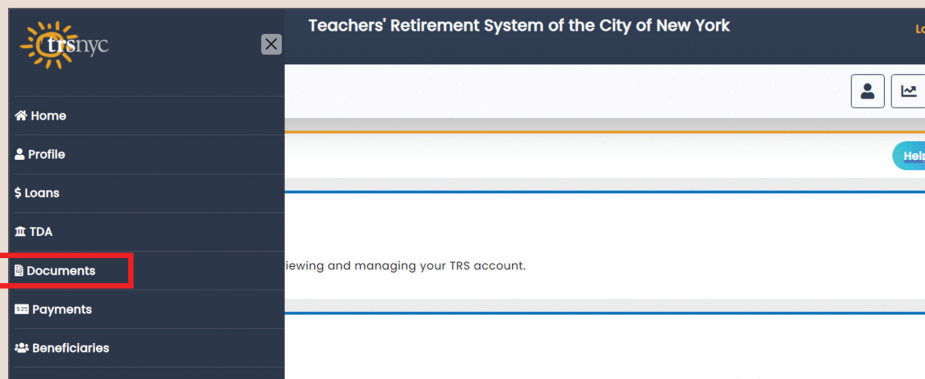 trsnyc
Teachers' Retirement System of the City of New York
Home
Profile
$ Loans
TDA
Documents
Payments
Beneficiaries
iewing and managing your TRS account.